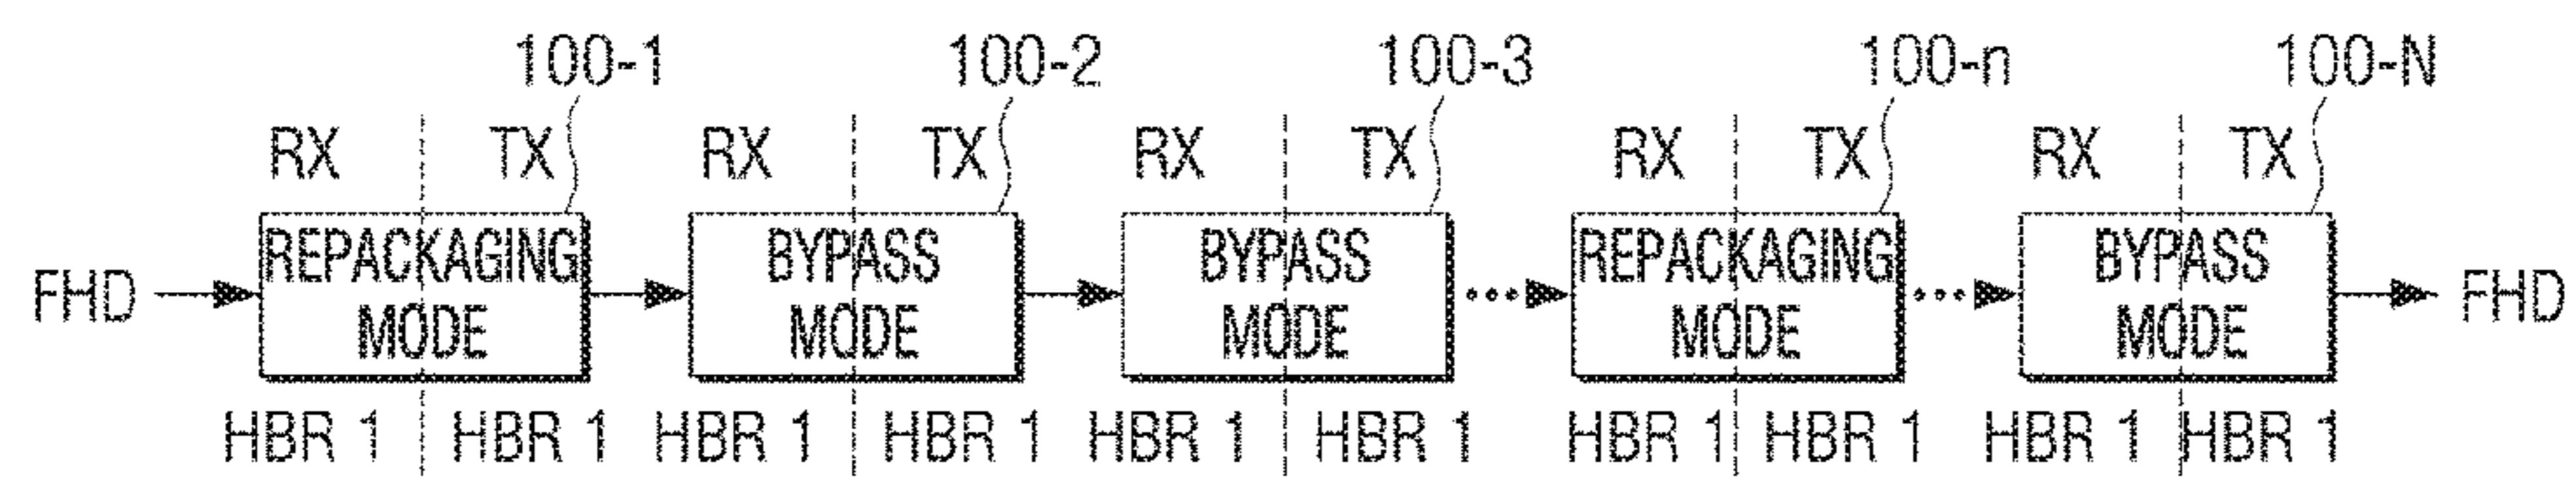 100-1 100-2 100-3 100-n 100-N
RX TX RX TX RX TX RX TX RX TX
REPACKAGING BYPASS BYPASS REPACKAGING BYPASS
FHD FHD
MODE MODE MODE MODE MODE
HBR 1 HBR 1 HBR 1 HBR 1 HBR 1 HBR 1 HBR 1 HBR 1 HBR 1 HBR 1